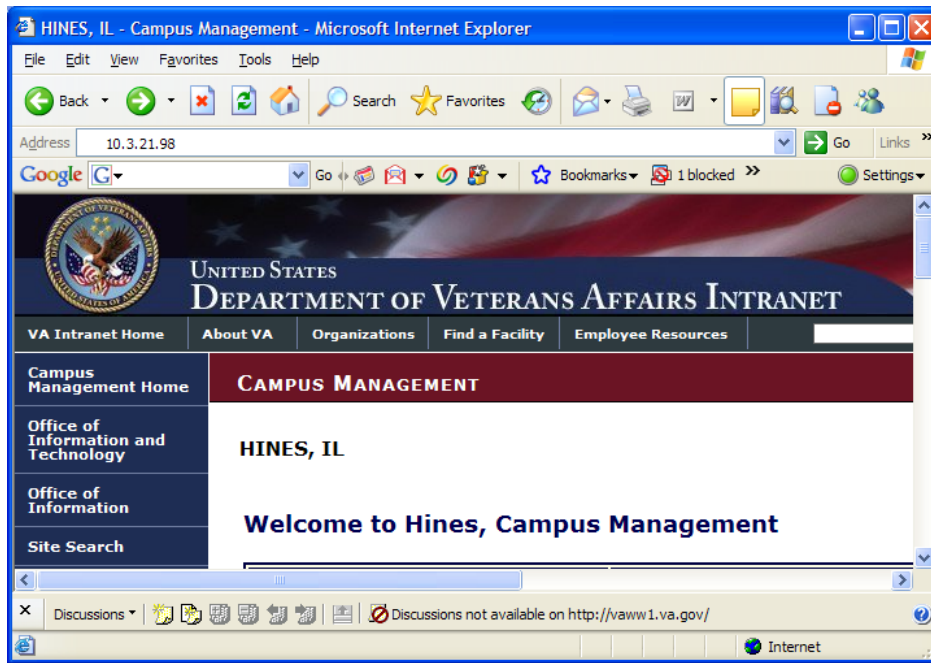 HINES, IL - Campus Management - Microsoft Internet Explorer
File Edit View Favorites Tools Help
Back Search Favorites W
Address 10.3.21.98 Go Links »
Google G Go 1 blocked » Bookmarks Settings
UNITED STATES
DEPARTMENT OF VETERANS AFFAIRS INTRANET
VA Intranet Home About VA Organizations Find a Facility Employee Resources
Campus
Management Home
CAMPUS MANAGEMENT
Office of
Information and
Technology
Office of
Information
Site Search
HINES, IL
Welcome to Hines, Campus Management
Discussions Discussions not available on http://vaww1.va.gov/
Internet